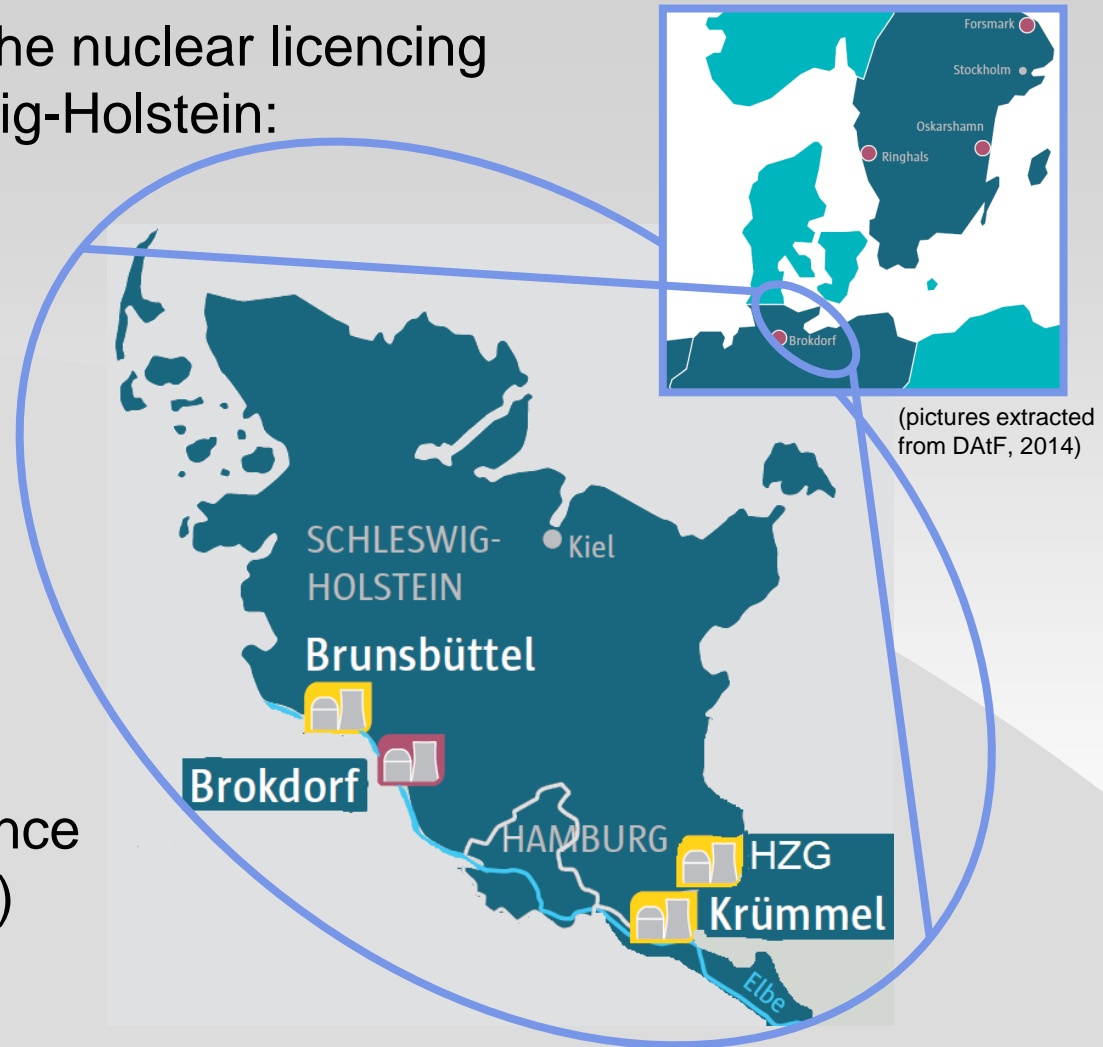 he nuclear licencing
ig-Holstein:
Forsmark
Stockholm
Oskarshamn
Ringhals
Brokdorf
(pictures extracted
from DAtF, 2014)
SCHLESWIG-
HOLSTEIN
Kiel
Brunsbüttel
Brokdorf
nce
)
HAMBURG
HZG
Krümmel
Elbe